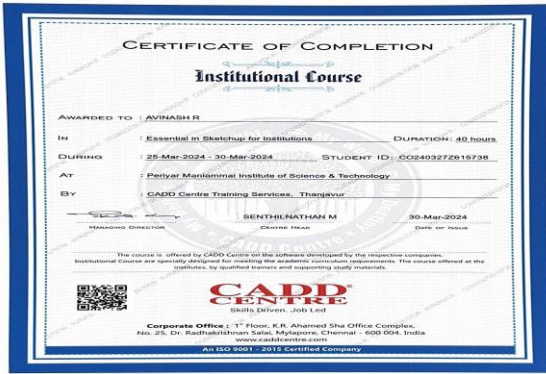 CERTIFICATE OF COMPLETION
Institutional Course
AWARDED TO : AVINASH R
IN : Essential in Sketchup for Institutions DURATION: 40 hours
DURING : 25-Mar-2024 - 30-Mar-2024 STUDENT ID: CO240327Z615738
AT : Periyar Maniammai Institute of Science & Technology
BY : CADD Centre Training Services, Thanjavur
SENTHILNATHAN M 30-Mar-2024
MANAGING DIRECTOR CENTRE HEAD DATE OF ISSUE
The course is offered by CADD Centre on the software developed by the respective companies.
Institutional Course are specially designed for meeting the academic curriculum requirements. The course offered at the
institutes, by qualified trainers and supporting study materials.
CADD
CENTRE
Skills Driven. Job Led
Corporate Office : 1st Floor, K.R. Ahamed Sha Office Complex,
No. 25, Dr. Radhakrishnan Salai, Mylapore, Chennai - 600 004. India
www.caddcentre.com
An ISO 9001 - 2015 Certified Company